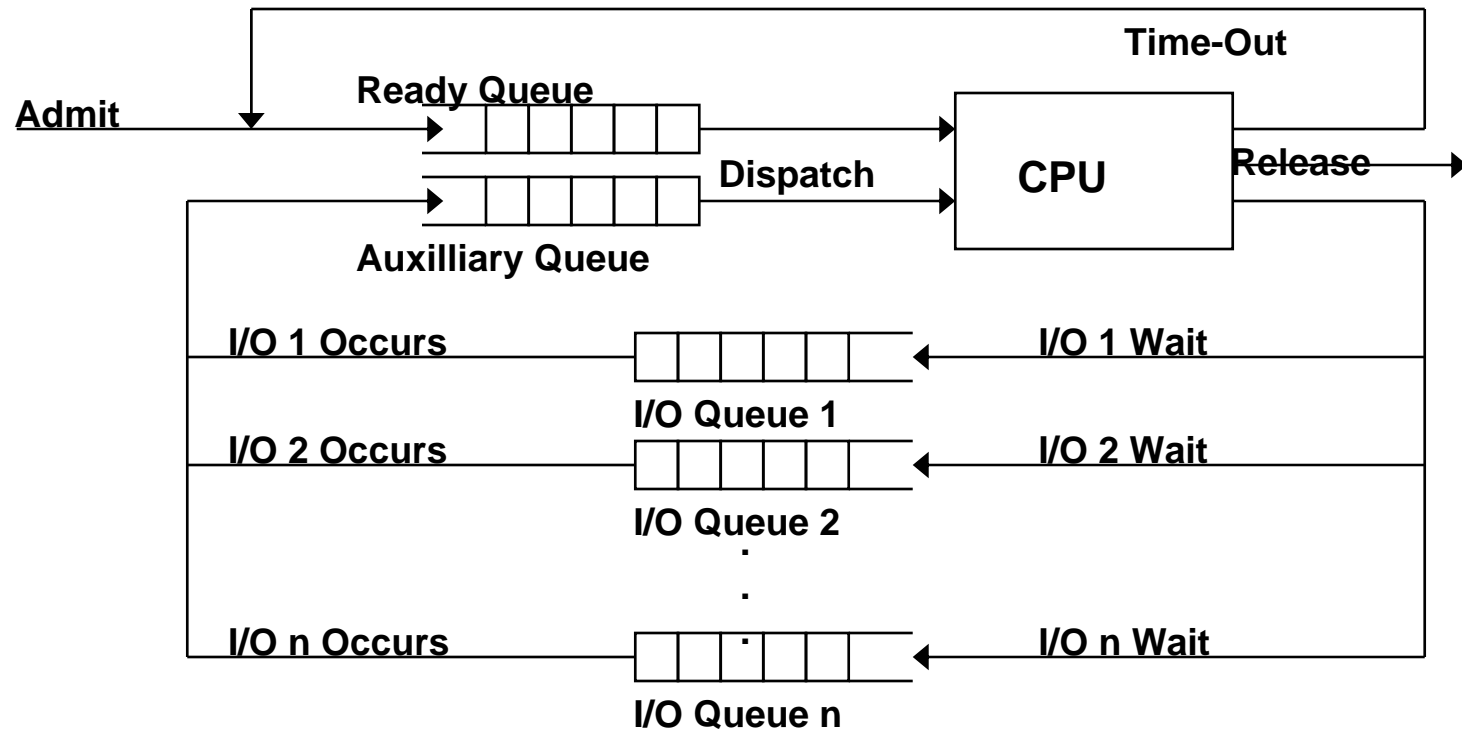 Time-Out
Ready Queue
Admit
Release
Dispatch
CPU
Auxilliary Queue
I/O 1 Occurs
I/O 1 Wait
I/O Queue 1
I/O 2 Occurs
I/O 2 Wait
I/O Queue 2
.
.
.
I/O n Occurs
I/O n Wait
I/O Queue n